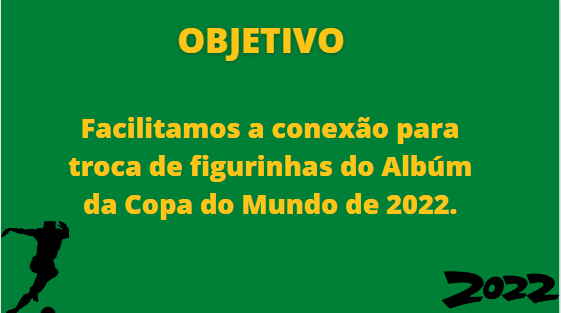 OBJETIVO
Facilitamos a conexão para
troca de figurinhas do Albúm
da Copa do Mundo de 2022.
2022